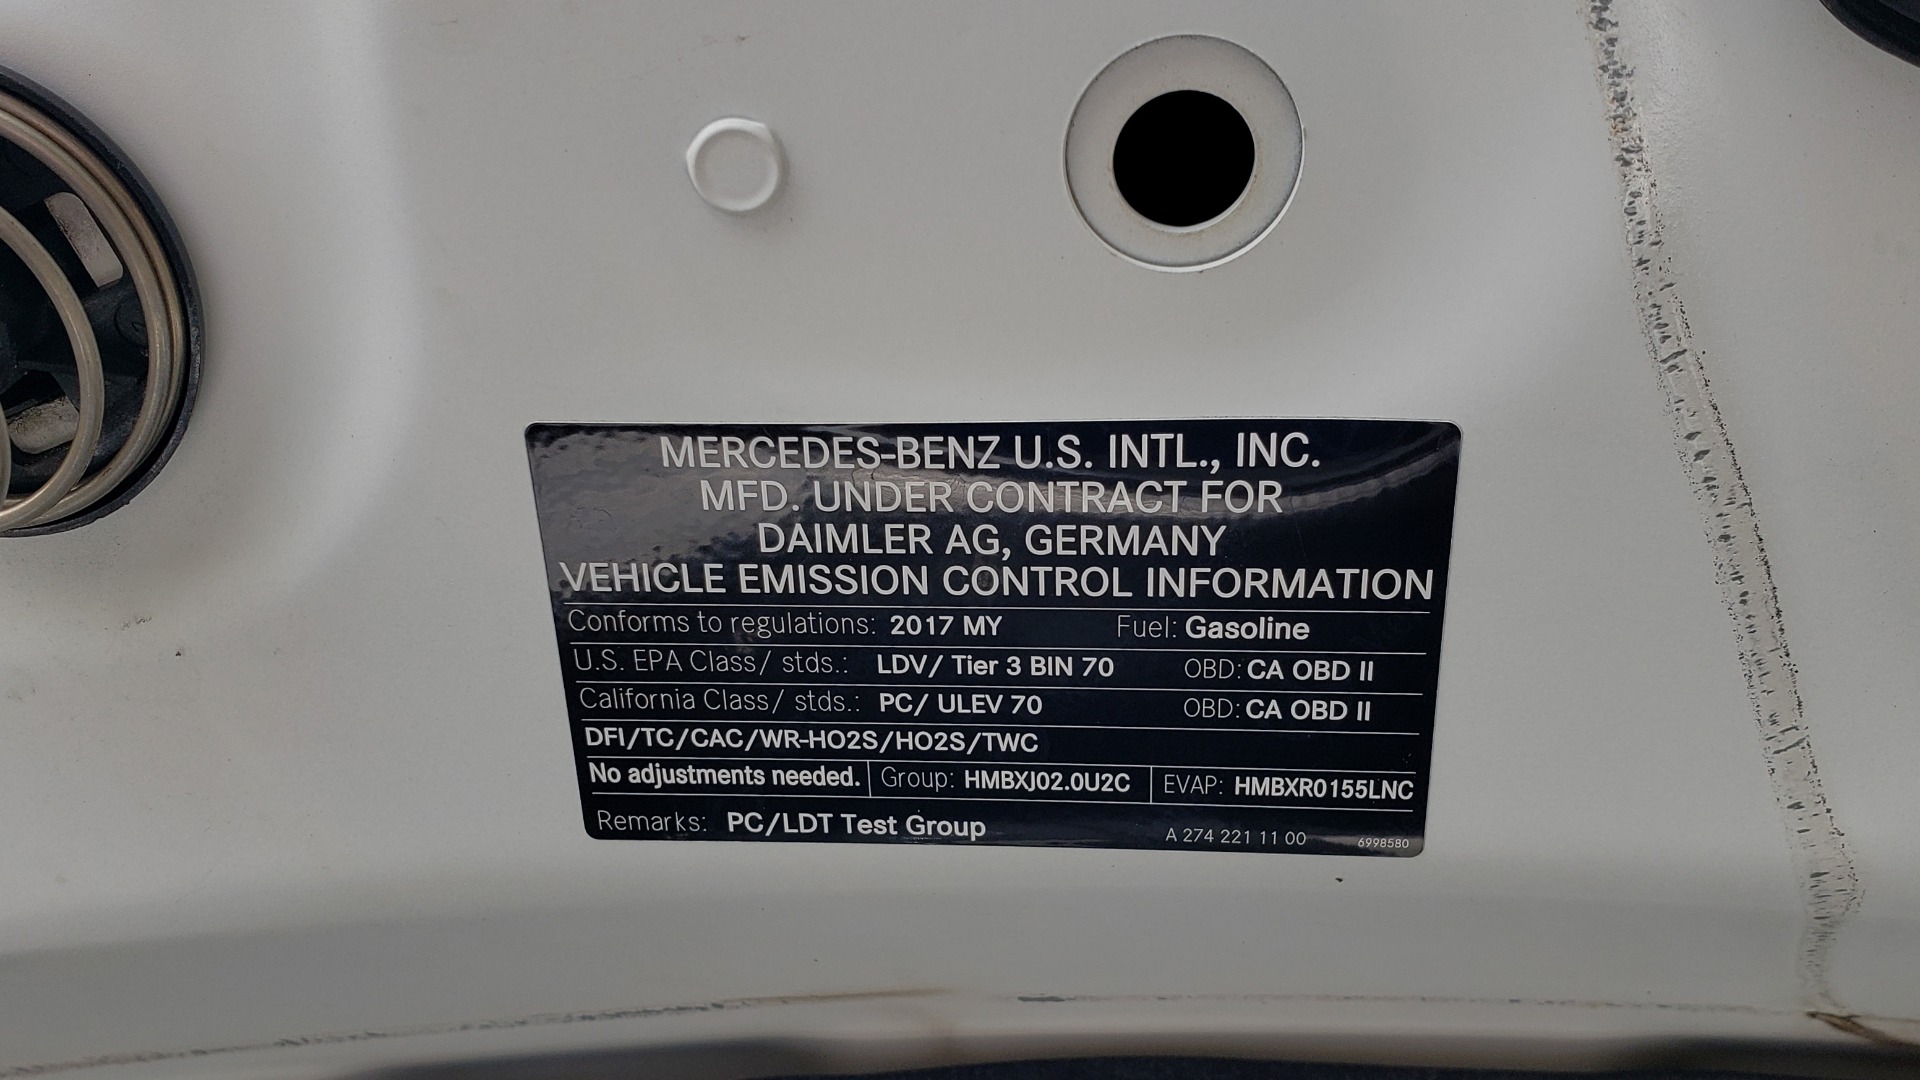 MERCEDES-BENZ U.S. INTL., INC.
MFD. UNDER CONTRACT FOR
DAIMLER AG, GERMANY
VEHICLE EMISSION CONTROL INFORMATION
Conforms to regulations: 2017 MY Fuel: Gasoline
U.S. EPA Class/ stds.: LDV/ Tier 3 BIN 70 OBD: CA OBD II
California Class/ stds.: PC/ ULEV 70 OBD: CA OBD II
DFI/TC/CAC/WR-HO2S/HO2S/TWC
No adjustments needed. Group: HMBXJ02.0U2C EVAP: HMBXR0155LNC
Remarks: PC/LDT Test Group A 274 221 11 00 6998580